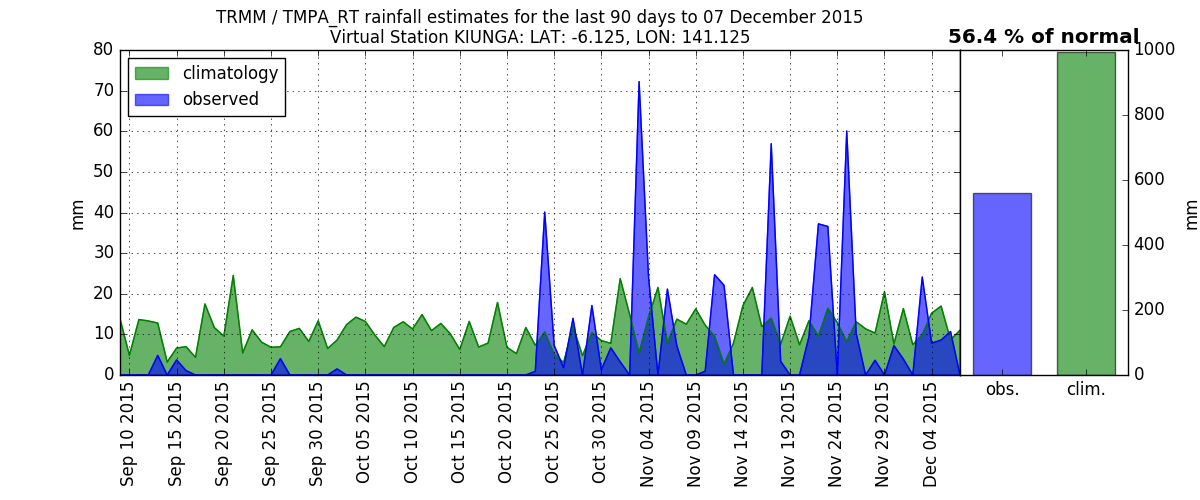 TRMM / TMPA_RT rainfall estimates for the last 90 days to 07 December 2015
Virtual Station KIUNGA: LAT: -6.125, LON: 141.125
56.4 % of normal
climatology
observed
mm
80
70
60
50
40
30
20
10
0
Sep 10 2015
Sep 15 2015
Sep 20 2015
Sep 25 2015
Sep 30 2015
Oct 05 2015
Oct 10 2015
Oct 15 2015
Oct 20 2015
Oct 25 2015
Oct 30 2015
Nov 04 2015
Nov 09 2015
Nov 14 2015
Nov 19 2015
Nov 24 2015
Nov 29 2015
Dec 04 2015
obs.
clim.
1000
800
600
400
200
0
mm